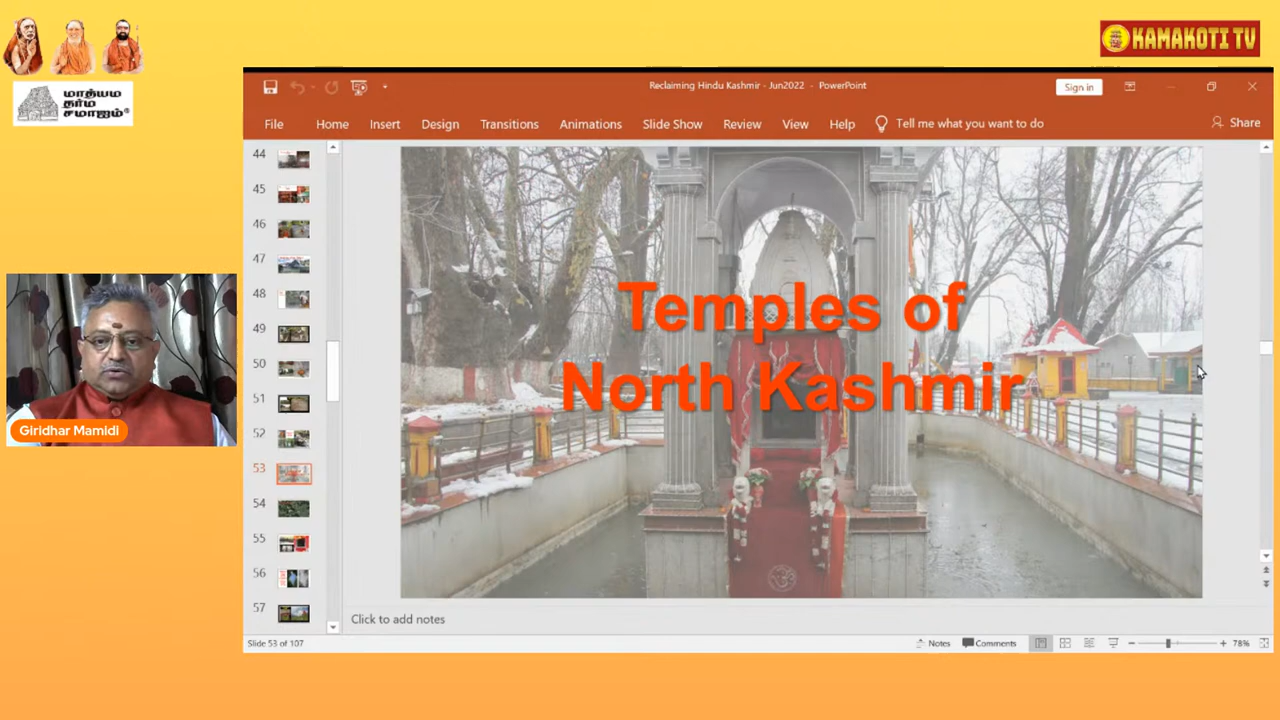 KAMAKOTI TV
மாத்யம
தர்ம
சமாஜம்®
Reclaiming Hindu Kashmir - Jun2022 - PowerPoint
Sign in
File Home Insert Design Transitions Animations Slide Show Review View Help Tell me what you want to do Share
44
45
46
47
48
49
50
51
52
53
54
55
56
57
Temples of
North Kashmir
Giridhar Mamidi
Click to add notes
Slide 53 of 107 Notes Comments 78%